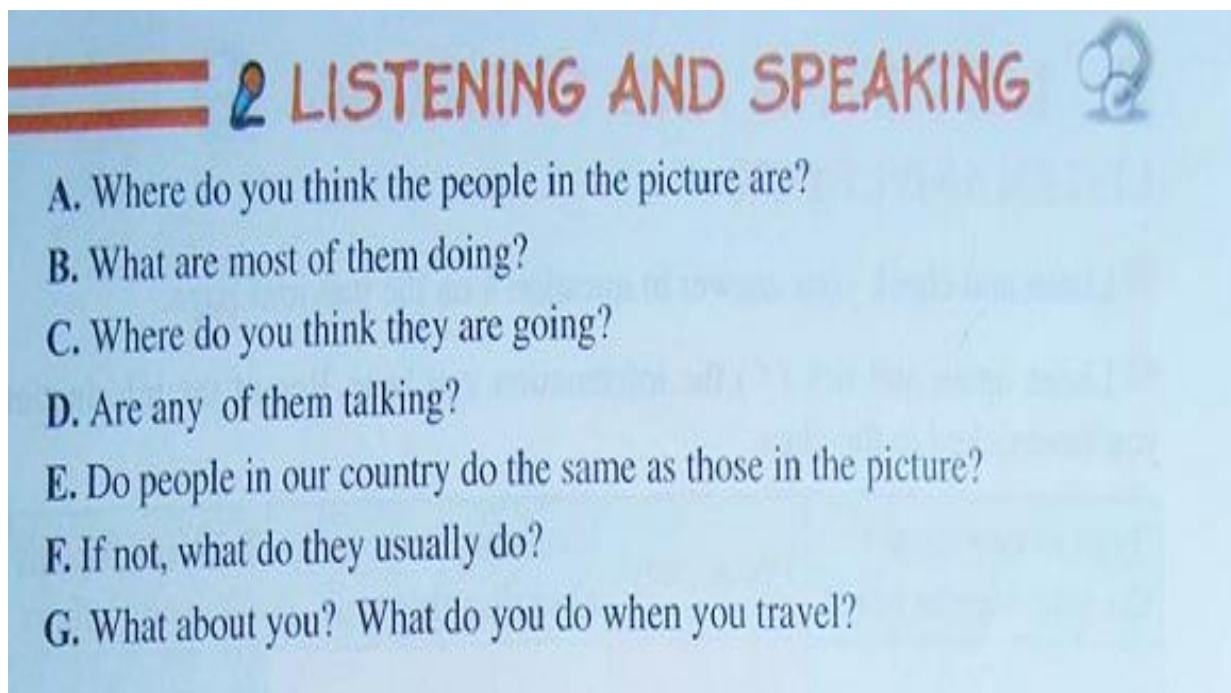 2 LISTENING AND SPEAKING
A. Where do you think the people in the picture are?
B. What are most of them doing?
C. Where do you think they are going?
D. Are any of them talking?
E. Do people in our country do the same as those in the picture?
F. If not, what do they usually do?
G. What about you? What do you do when you travel?